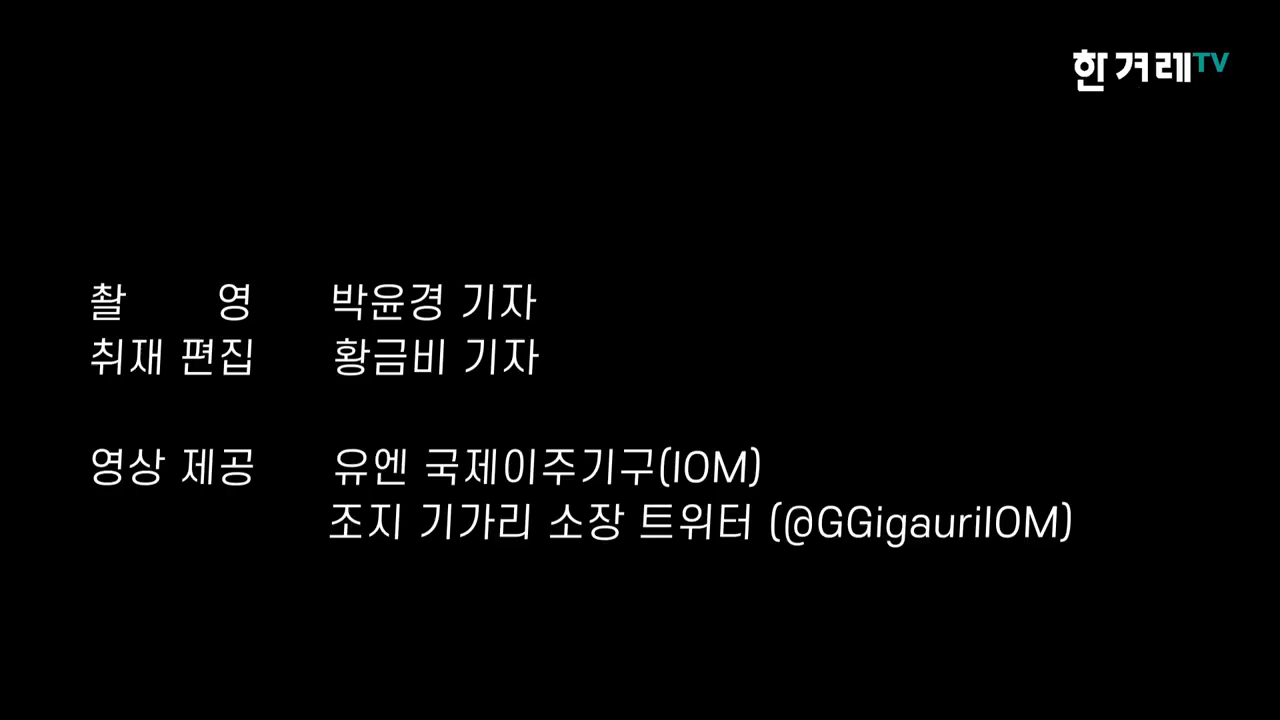 한겨레TV
촬 영 박윤경 기자
취재 편집 황금비 기자
영상 제공 유엔 국제이주기구(IOM)
조지 기가리 소장 트위터 (@GGigauriIOM)